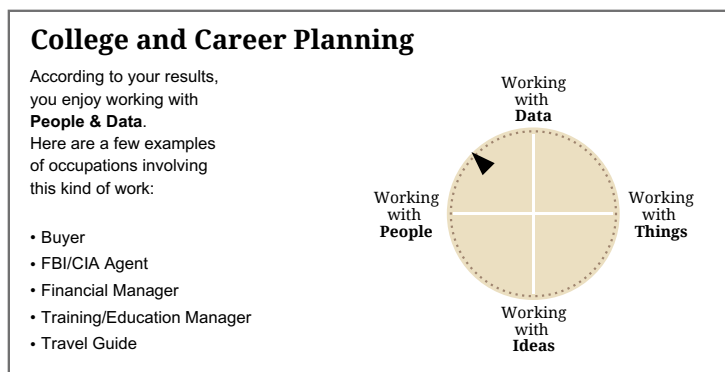 College and Career Planning
According to your results,
you enjoy working with
People & Data.
Here are a few examples
of occupations involving
this kind of work:
• Buyer
• FBI/CIA Agent
• Financial Manager
• Training/Education Manager
• Travel Guide
Working
with
Data
Working
with
People
Working
with
Things
Working
with
Ideas